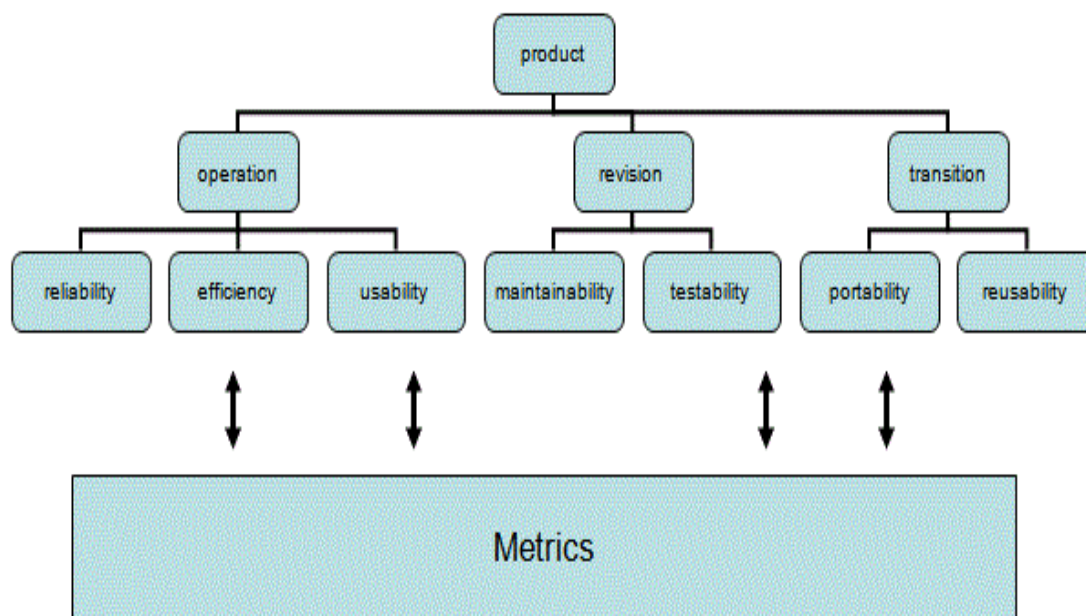 product
operation
revision
transition
reliability
efficiency
usability
maintainability
testability
portability
reusability
Metrics